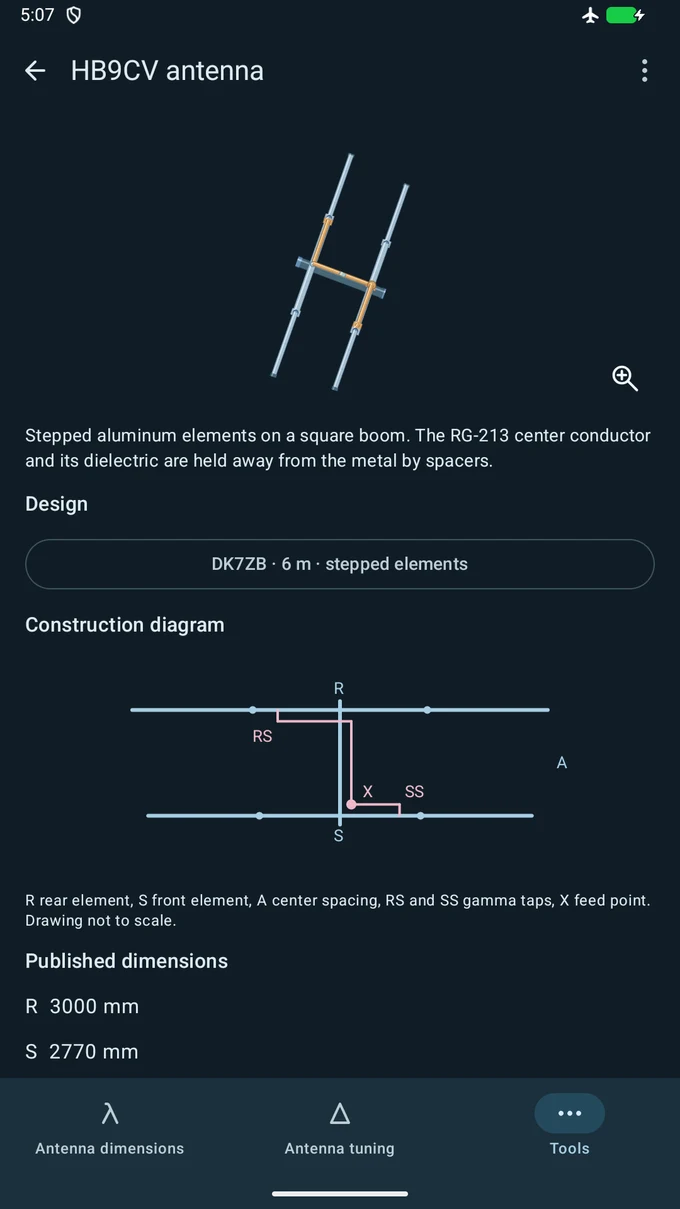 5:07
HB9CV antenna
Stepped aluminum elements on a square boom. The RG-213 center conductor
and its dielectric are held away from the metal by spacers.
Design
DK7ZB · 6 m · stepped elements
Construction diagram
R
RS
A
X
SS
S
R rear element, S front element, A center spacing, RS and SS gamma taps, X feed point.
Drawing not to scale.
Published dimensions
R 3000 mm
S 2770 mm
λ
Antenna dimensions
Antenna tuning
Tools